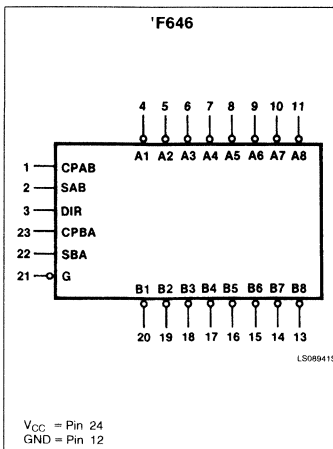 'F646
4 5 6 7 8 9 10 11
A1 A2 A3 A4 A5 A6 A7 A8
1 CPAB
2 SAB
3 DIR
23 CPBA
22 SBA
21 G
B1 B2 B3 B4 B5 B6 B7 B8
20 19 18 17 16 15 14 13
LS08941S
VCC = Pin 24
GND = Pin 12